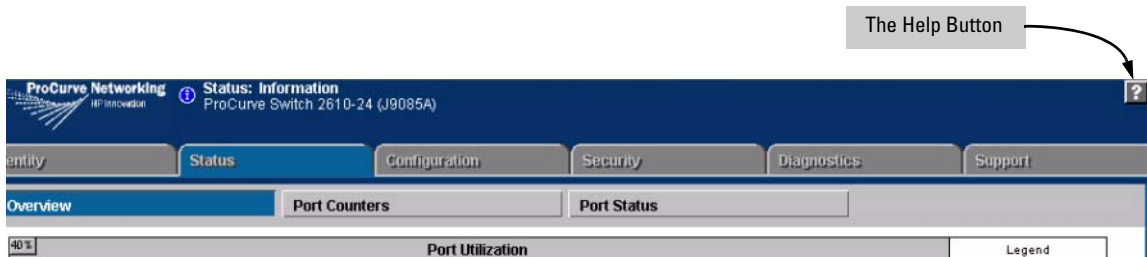 The Help Button
ProCurve Networking
HP Innovation
Status: Information
ProCurve Switch 2610-24 (J9085A)
?
entity
Status
Configuration
Security
Diagnostics
Support
Overview
Port Counters
Port Status
40%
Port Utilization
Legend